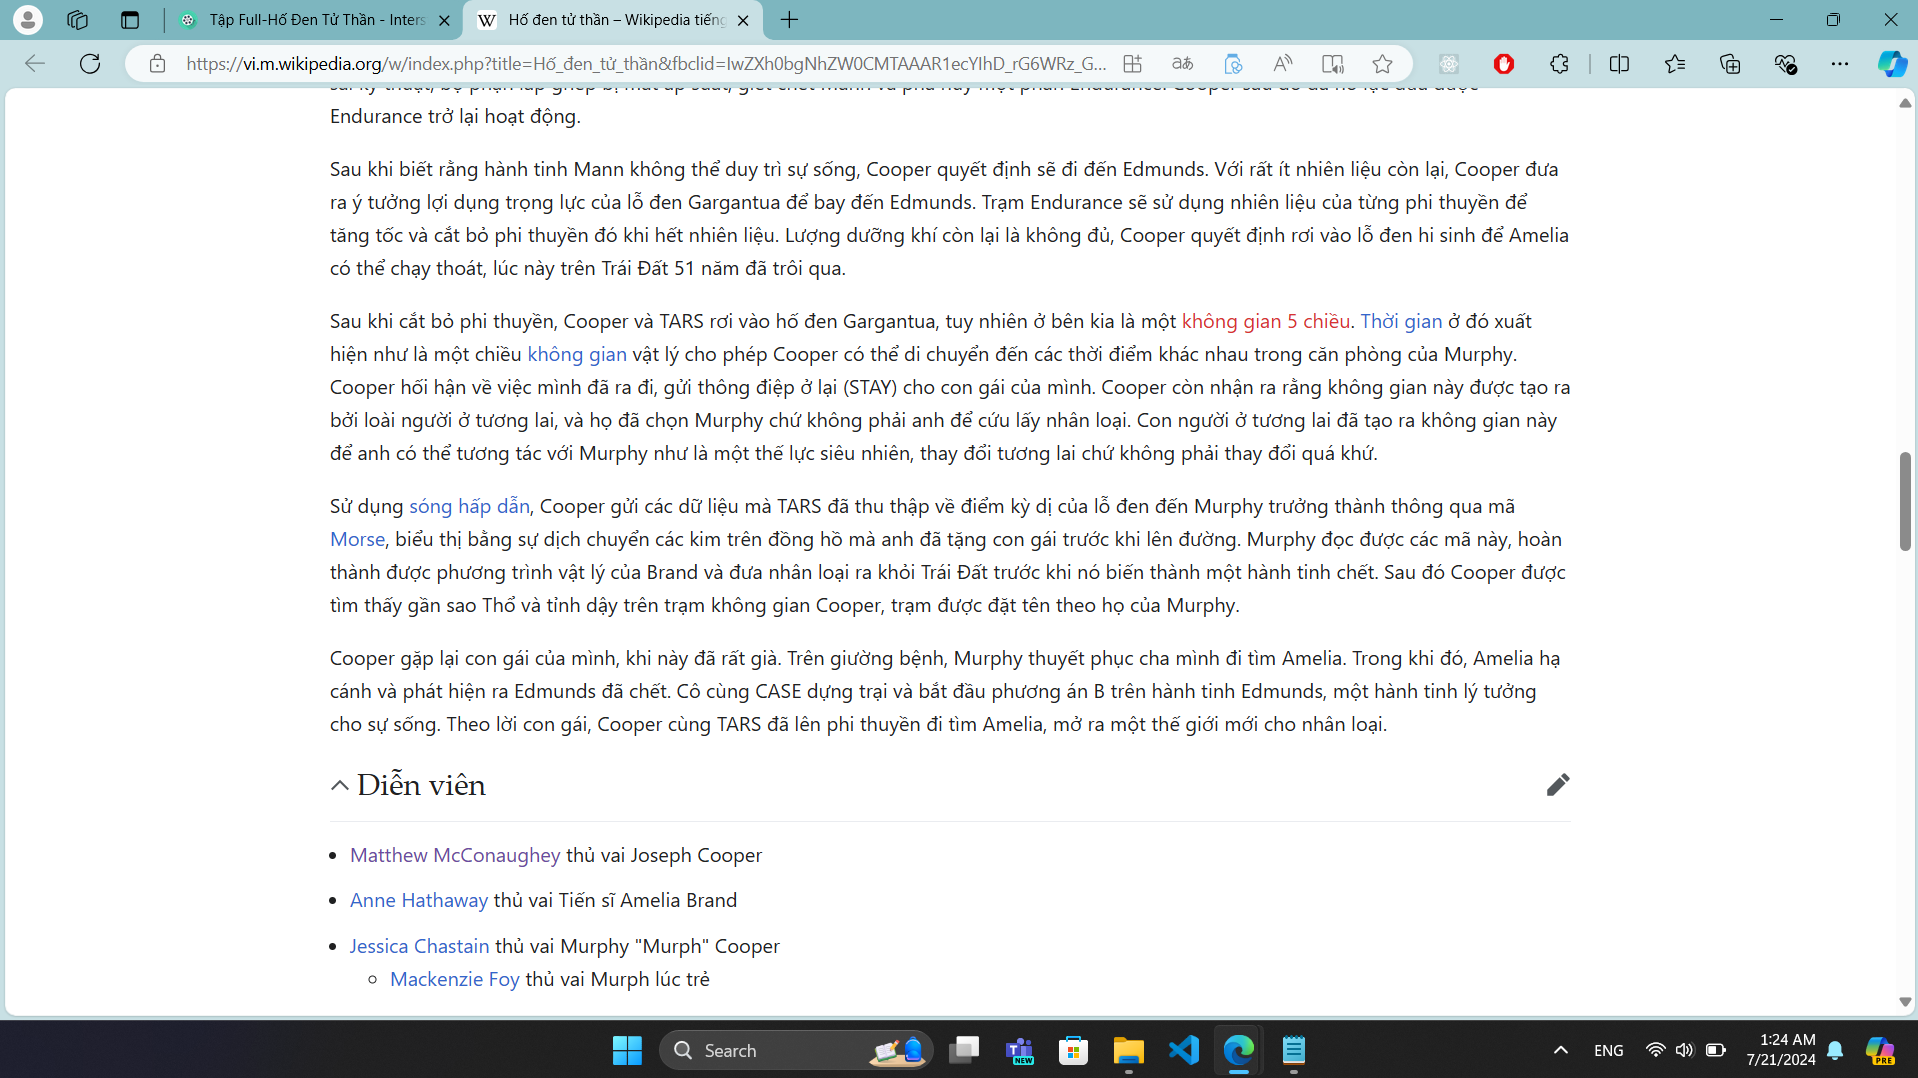 Tập Full-Hố Đen Tử Thần - Inters
Hố đen tử thần – Wikipedia tiếng
https://vi.m.wikipedia.org/w/index.php?title=Hố_đen_tử_thần&fbclid=IwZXh0bgNhZW0CMTAAAR1ecYlhD_rG6WRz_G...
Endurance trở lại hoạt động.
Sau khi biết rằng hành tinh Mann không thể duy trì sự sống, Cooper quyết định sẽ đi đến Edmunds. Với rất ít nhiên liệu còn lại, Cooper đưa
ra ý tưởng lợi dụng trọng lực của lỗ đen Gargantua để bay đến Edmunds. Trạm Endurance sẽ sử dụng nhiên liệu của từng phi thuyền để
tăng tốc và cắt bỏ phi thuyền đó khi hết nhiên liệu. Lượng dưỡng khí còn lại là không đủ, Cooper quyết định rơi vào lỗ đen hi sinh để Amelia
có thể chạy thoát, lúc này trên Trái Đất 51 năm đã trôi qua.
Sau khi cắt bỏ phi thuyền, Cooper và TARS rơi vào hố đen Gargantua, tuy nhiên ở bên kia là một không gian 5 chiều. Thời gian ở đó xuất
hiện như là một chiều không gian vật lý cho phép Cooper có thể di chuyển đến các thời điểm khác nhau trong căn phòng của Murphy.
Cooper hối hận về việc mình đã ra đi, gửi thông điệp ở lại (STAY) cho con gái của mình. Cooper còn nhận ra rằng không gian này được tạo ra
bởi loài người ở tương lai, và họ đã chọn Murphy chứ không phải anh để cứu lấy nhân loại. Con người ở tương lai đã tạo ra không gian này
để anh có thể tương tác với Murphy như là một thế lực siêu nhiên, thay đổi tương lai chứ không phải thay đổi quá khứ.
Sử dụng sóng hấp dẫn, Cooper gửi các dữ liệu mà TARS đã thu thập về điểm kỳ dị của lỗ đen đến Murphy trưởng thành thông qua mã
Morse, biểu thị bằng sự dịch chuyển các kim trên đồng hồ mà anh đã tặng con gái trước khi lên đường. Murphy đọc được các mã này, hoàn
thành được phương trình vật lý của Brand và đưa nhân loại ra khỏi Trái Đất trước khi nó biến thành một hành tinh chết. Sau đó Cooper được
tìm thấy gần sao Thổ và tỉnh dậy trên trạm không gian Cooper, trạm được đặt tên theo họ của Murphy.
Cooper gặp lại con gái của mình, khi này đã rất già. Trên giường bệnh, Murphy thuyết phục cha mình đi tìm Amelia. Trong khi đó, Amelia hạ
cánh và phát hiện ra Edmunds đã chết. Cô cùng CASE dựng trại và bắt đầu phương án B trên hành tinh Edmunds, một hành tinh lý tưởng
cho sự sống. Theo lời con gái, Cooper cùng TARS đã lên phi thuyền đi tìm Amelia, mở ra một thế giới mới cho nhân loại.
Diễn viên
Matthew McConaughey thủ vai Joseph Cooper
Anne Hathaway thủ vai Tiến sĩ Amelia Brand
Jessica Chastain thủ vai Murphy "Murph" Cooper
Mackenzie Foy thủ vai Murph lúc trẻ
Search
NEW
ENG
1:24 AM
7/21/2024
PRE